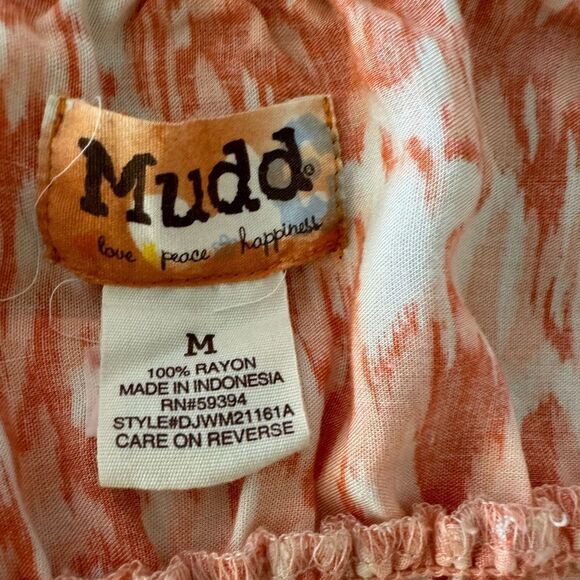 Mudd®
love peace happiness
M
100% RAYON
MADE IN INDONESIA
RN#59394
STYLE#DJWM21161A
CARE ON REVERSE